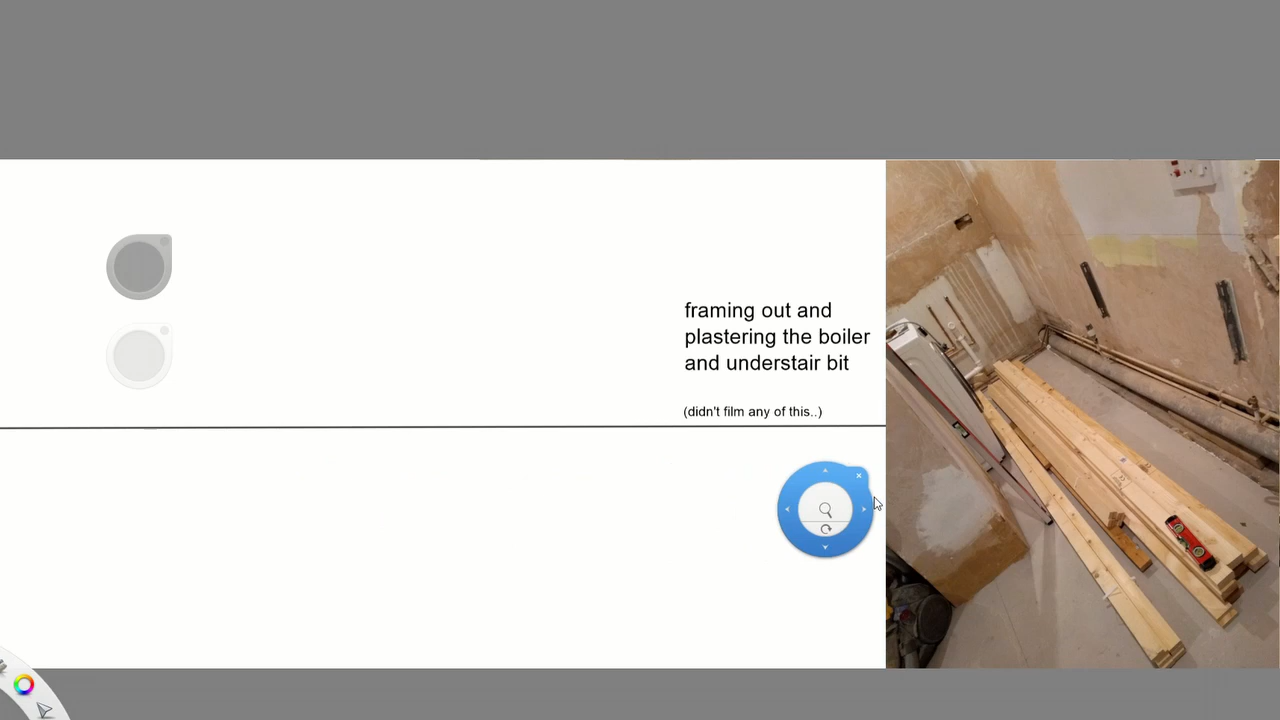 framing out and
plastering the boiler
and understair bit
(didn't film any of this..)